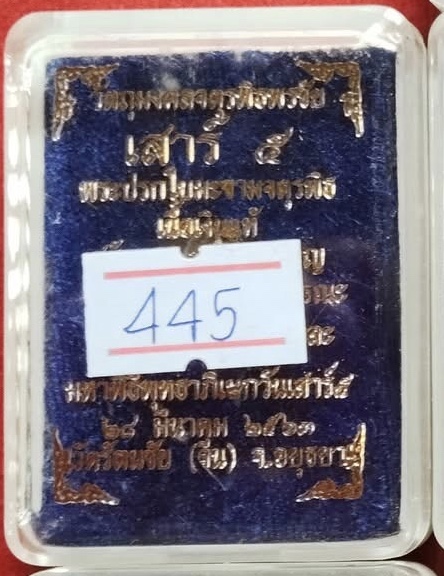 วัตถุมงคลจตุรพิธพรชัย
เสาร์ ๕
พระปรกใบมะขามจตุรพิธ
เนื้อเงินแท้
445
มหาพิธีพุทธาภิเษกวันเสาร์๕
๒๘ มีนาคม ๒๕๖๓
วัดรัตนชัย (จีน) จ.อยุธยา